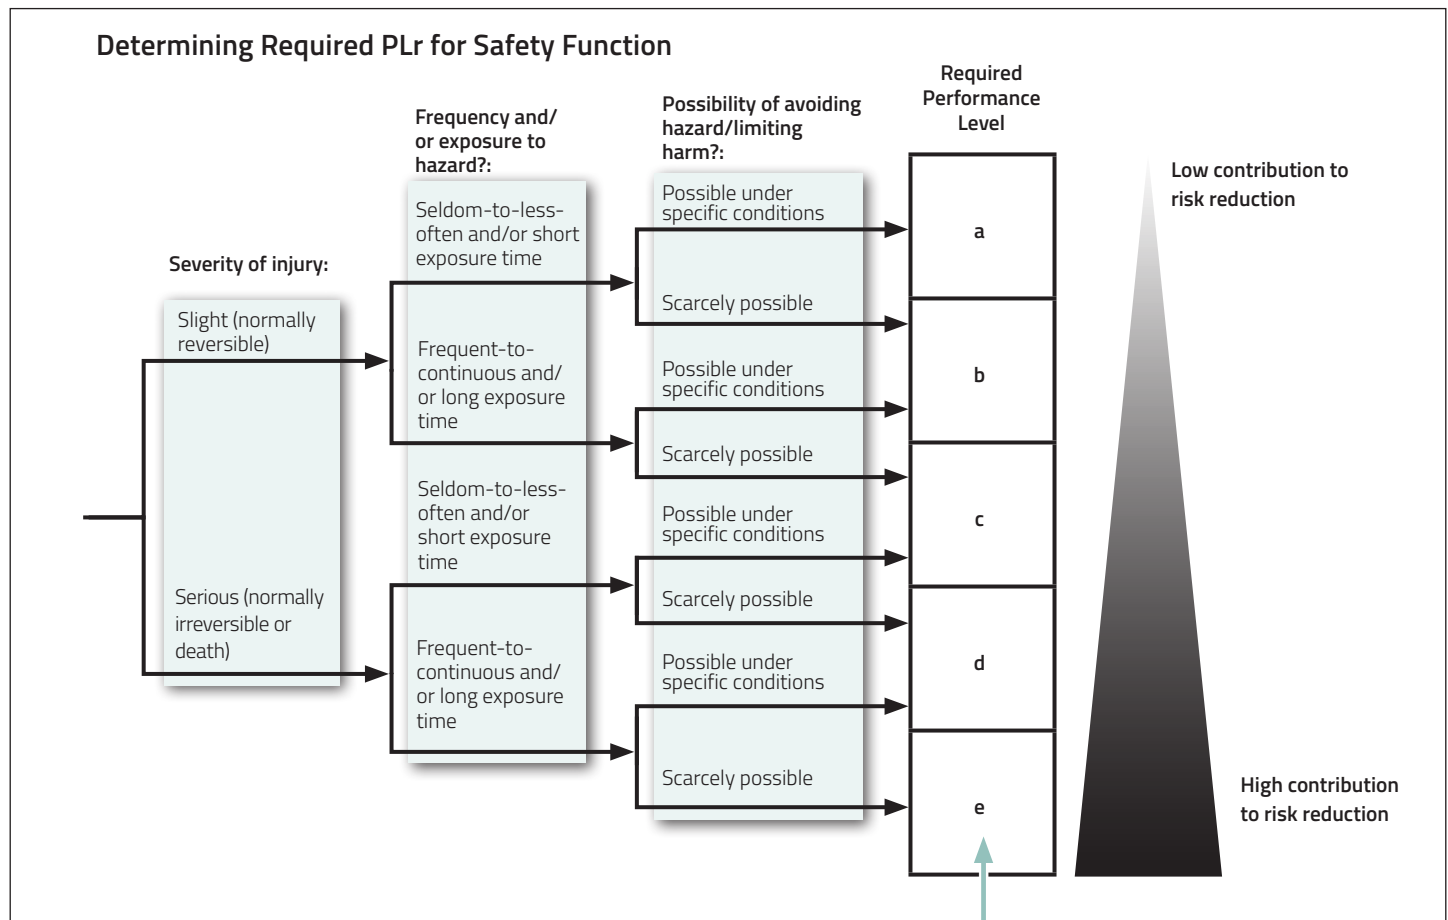 Determining Required PLr for Safety Function
Severity of injury:
Slight (normally
reversible)
Serious (normally
irreversible or
death)
Frequency and/
or exposure to
hazard?:
Seldom-to-less-
often and/or short
exposure time
Frequent-to-
continuous and/
or long exposure
time
Seldom-to-less-
often and/or
short exposure
time
Frequent-to-
continuous and/
or long exposure
time
Possibility of avoiding
hazard/limiting
harm?:
Possible under
specific conditions
Scarcely possible
Possible under
specific conditions
Scarcely possible
Possible under
specific conditions
Scarcely possible
Possible under
specific conditions
Scarcely possible
Required
Performance
Level
a
b
c
d
e
Low contribution to
risk reduction
High contribution
to risk reduction